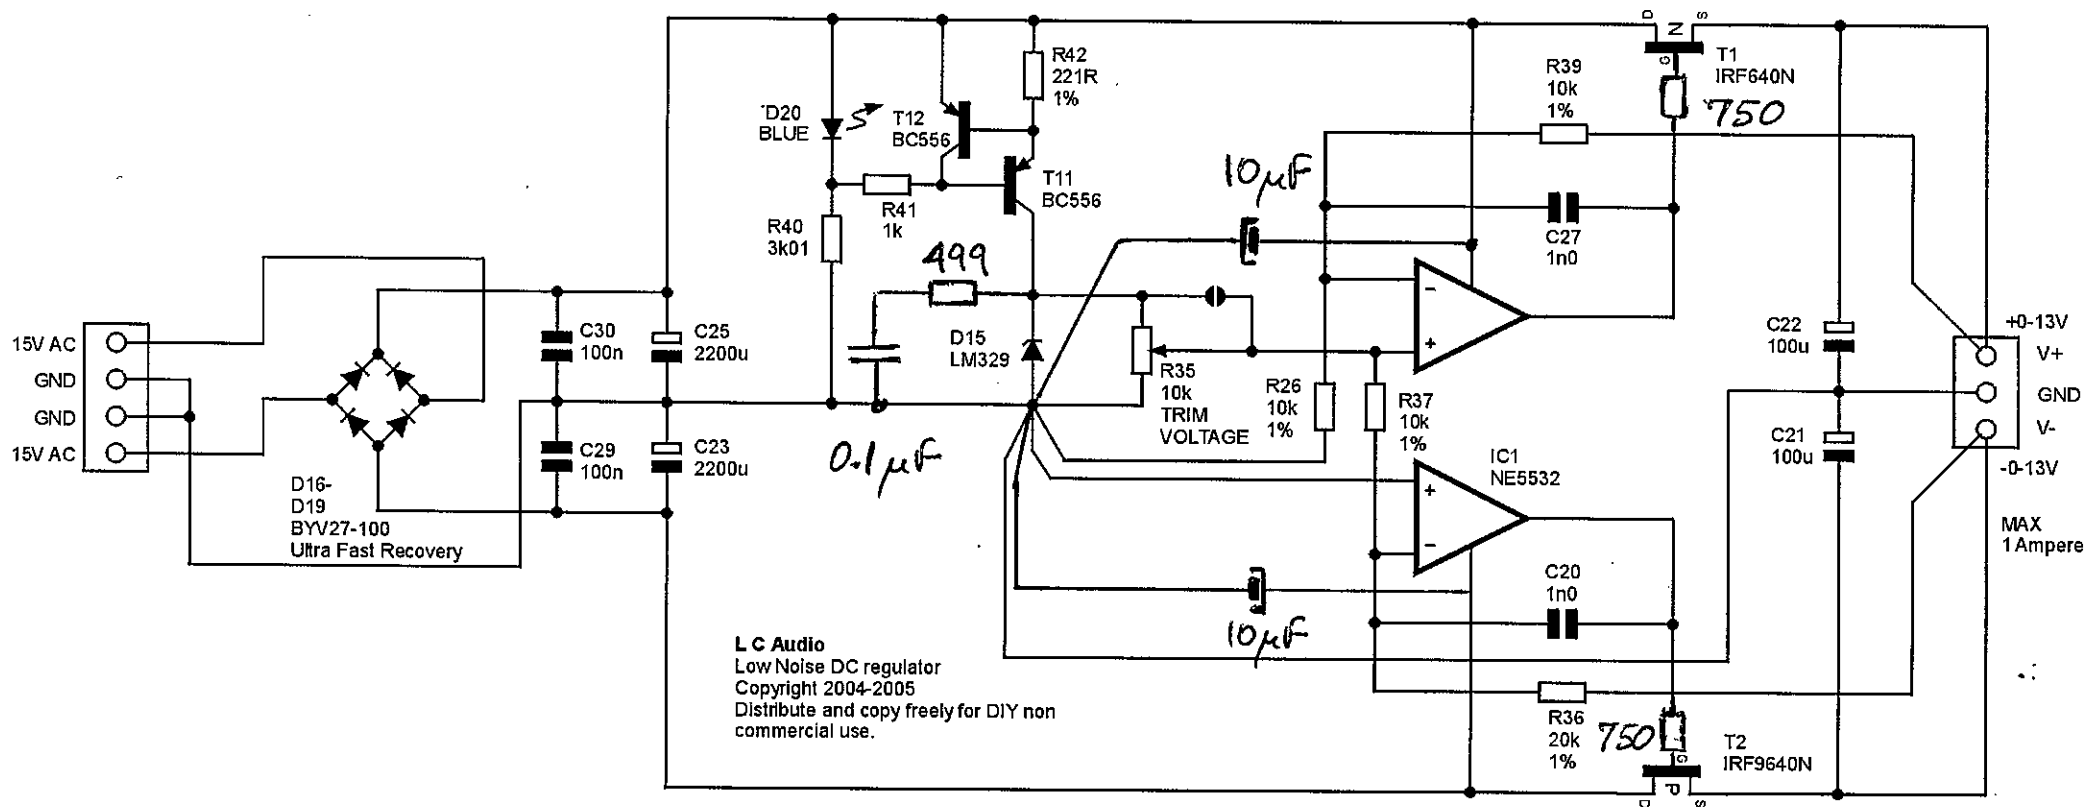 15V AC
GND
GND
15V AC
D16-
D19
BYV27-100
Ultra Fast Recovery
C30
100n
C29
100n
C25
2200u
C23
2200u
D20
BLUE
R40
3k01
R41
1k
T12
BC556
R42
221R
1%
T11
BC556
499
0.1 µF
D15
LM329
R35
10k
TRIM
VOLTAGE
10µF
10µF
R39
10k
1%
C27
1n0
R26
10k
1%
R37
10k
1%
IC1
NE5532
−
+
+
−
C20
1n0
R36
20k
1%
D
S
N
G
T1
IRF640N
750
750
T2
IRF9640N
G
P
D
S
C22
100u
C21
100u
+0-13V
V+
GND
V-
-0-13V
MAX
1 Ampere
L C Audio
Low Noise DC regulator
Copyright 2004-2005
Distribute and copy freely for DIY non
commercial use.